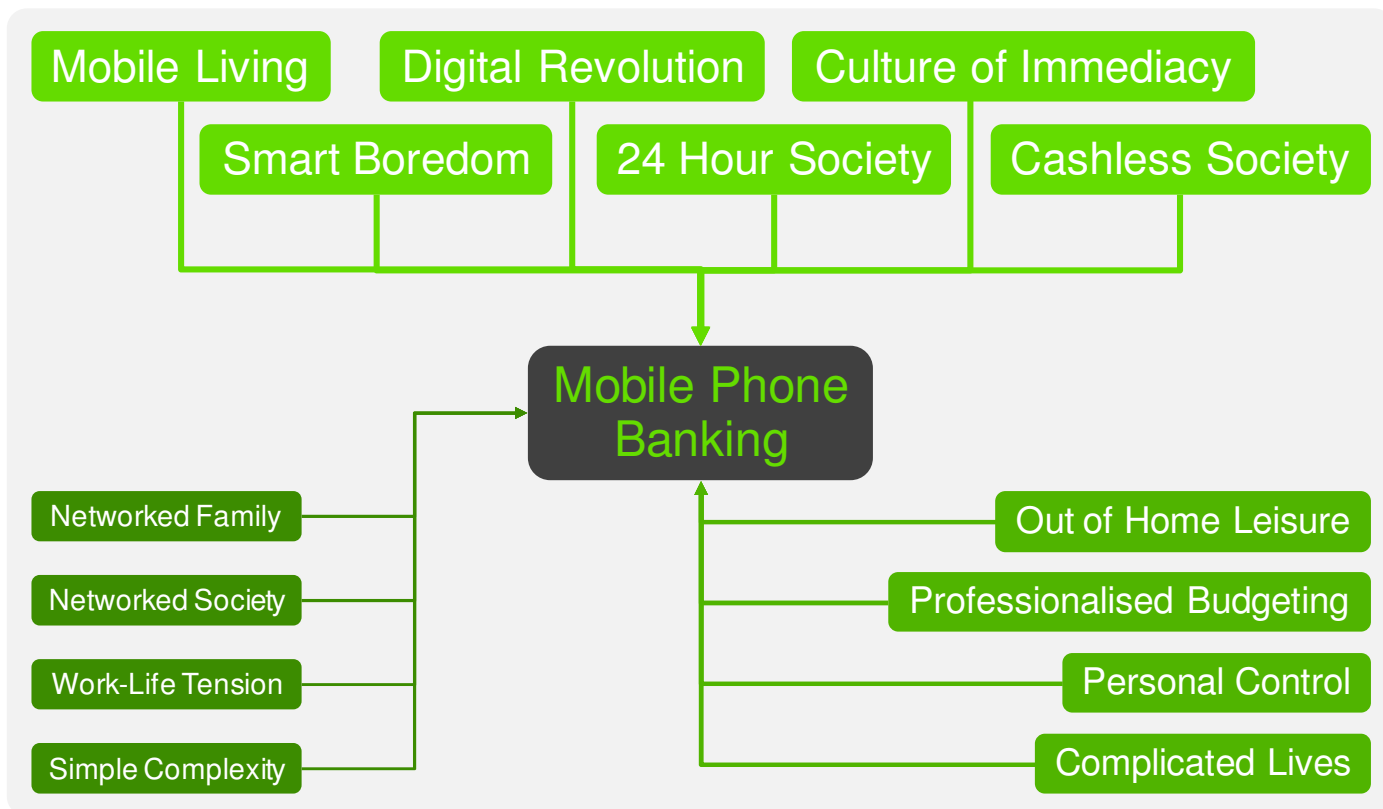 Mobile Living
Digital Revolution
Culture of Immediacy
Smart Boredom
24 Hour Society
Cashless Society
Mobile Phone
Banking
Networked Family
Networked Society
Work-Life Tension
Simple Complexity
Out of Home Leisure
Professionalised Budgeting
Personal Control
Complicated Lives